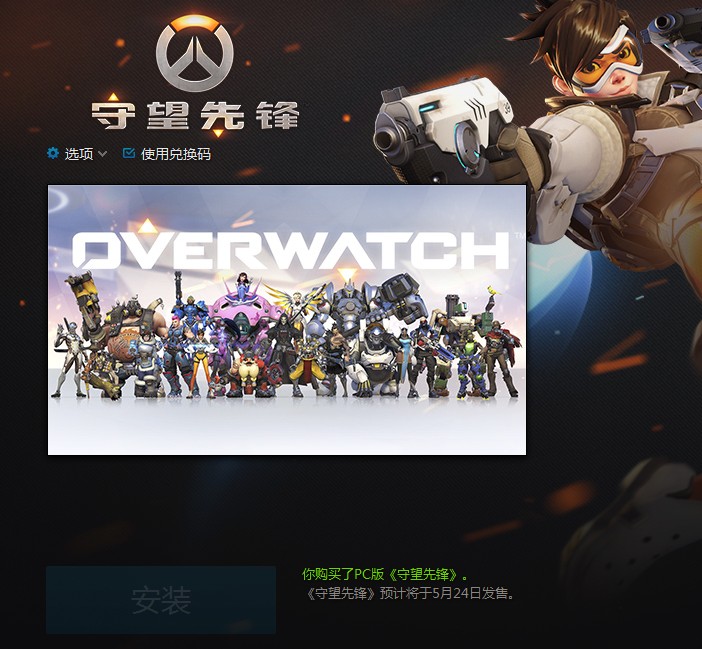 守望先锋
选项 使用兑换码
OVERWATCH™
安装
你购买了PC版《守望先锋》。
《守望先锋》预计将于5月24日发售。